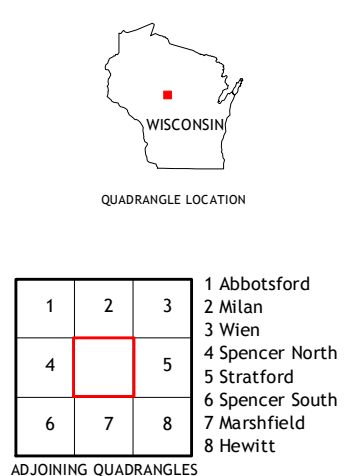 WISCONSIN
QUADRANGLE LOCATION
1 2 3
4 5
6 7 8
1 Abbotsford
2 Milan
3 Wien
4 Spencer North
5 Stratford
6 Spencer South
7 Marshfield
8 Hewitt
ADJOINING QUADRANGLES